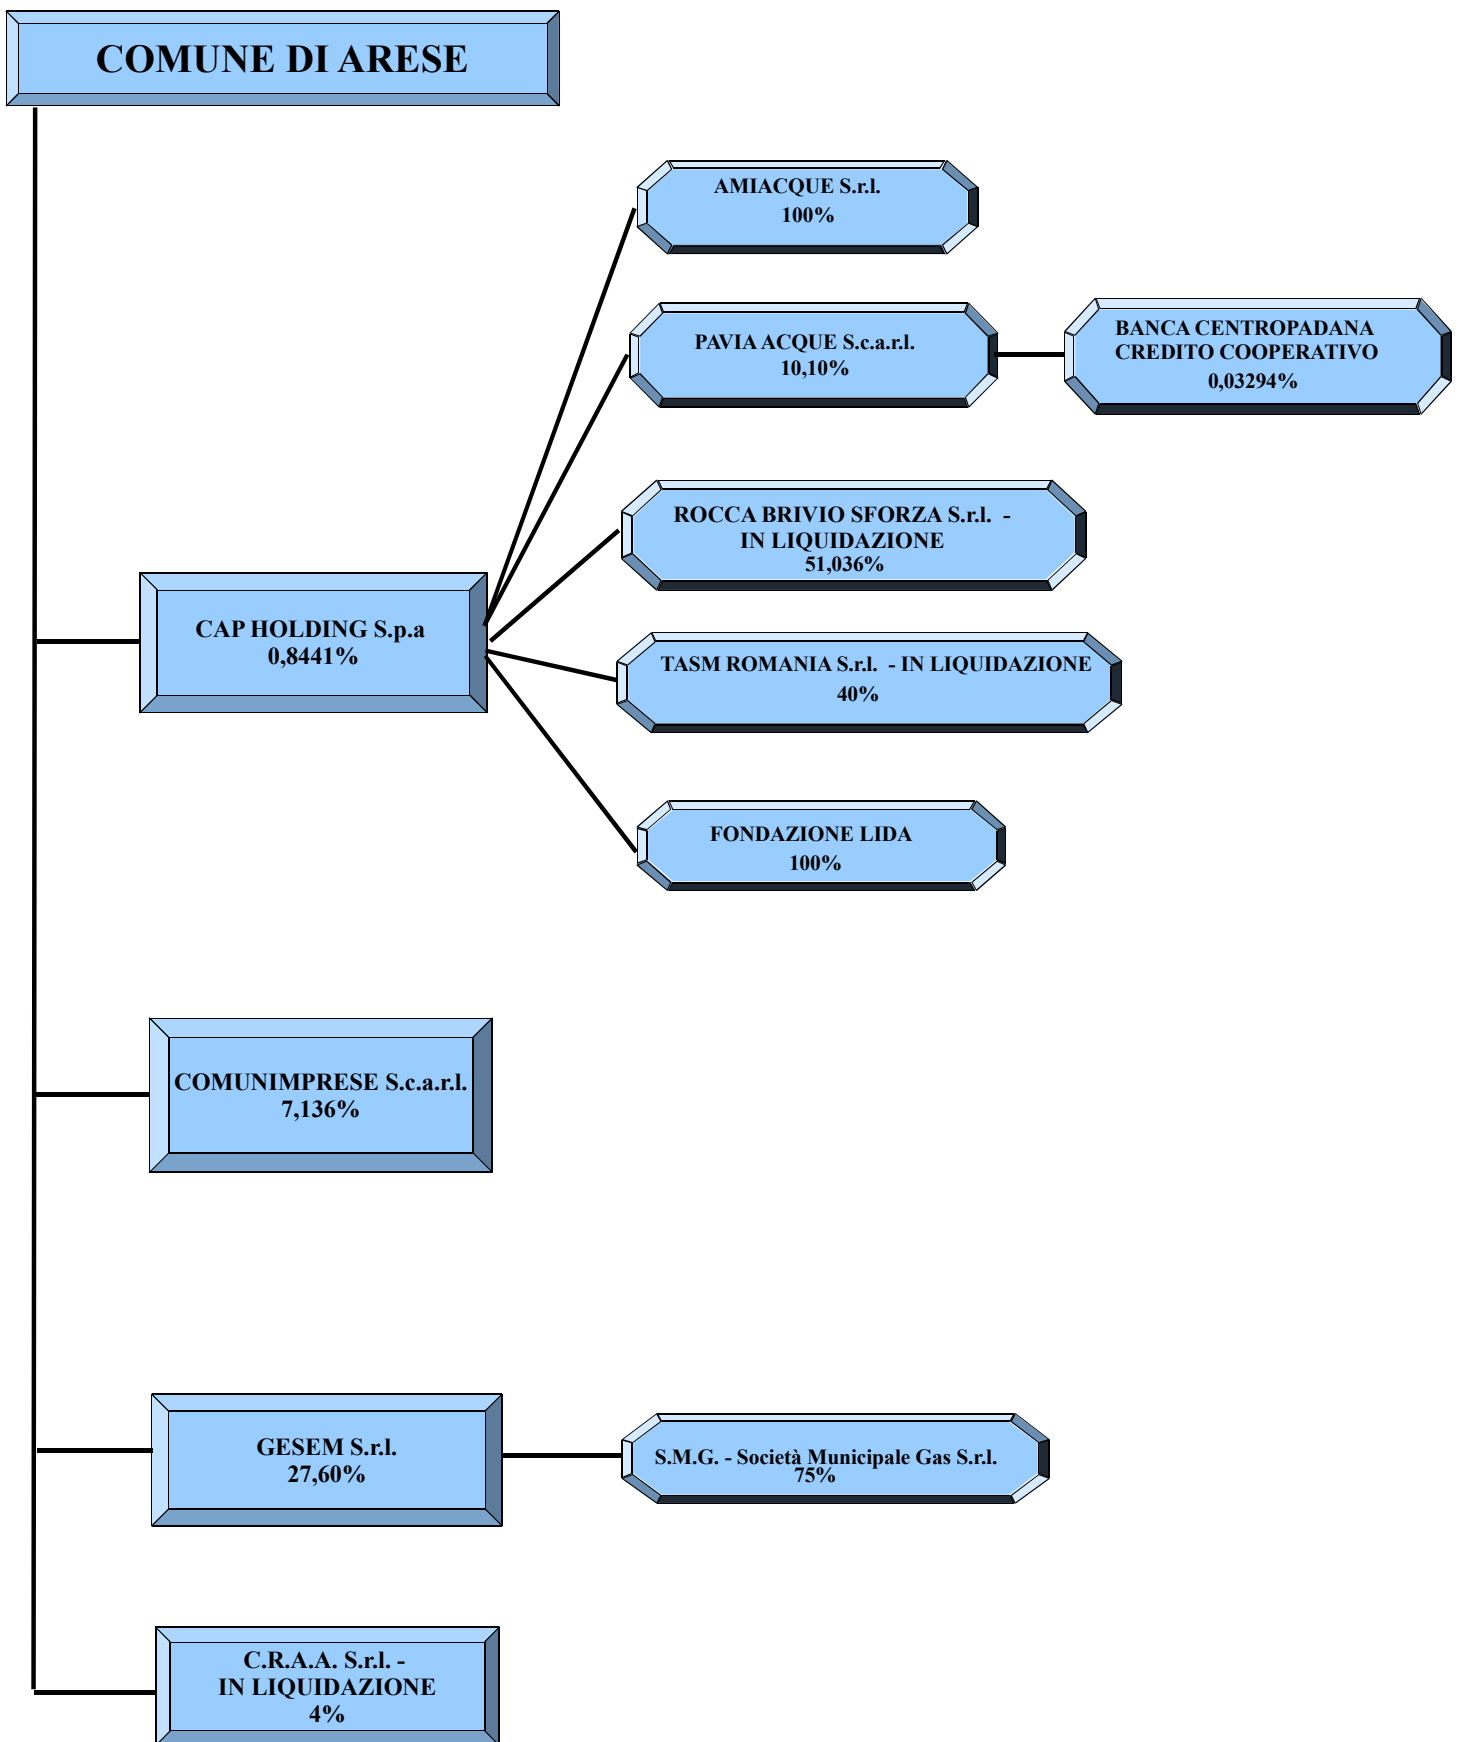 COMUNE DI ARESE
AMIACQUE S.r.l.
100%
PAVIA ACQUE S.c.a.r.l.
10,10%
BANCA CENTROPADANA
CREDITO COOPERATIVO
0,03294%
ROCCA BRIVIO SFORZA S.r.l. -
IN LIQUIDAZIONE
51,036%
CAP HOLDING S.p.a
0,8441%
TASM ROMANIA S.r.l. - IN LIQUIDAZIONE
40%
FONDAZIONE LIDA
100%
COMUNIMPRESE S.c.a.r.l.
7,136%
GESEM S.r.l.
27,60%
S.M.G. - Società Municipale Gas S.r.l.
75%
C.R.A.A. S.r.l. -
IN LIQUIDAZIONE
4%